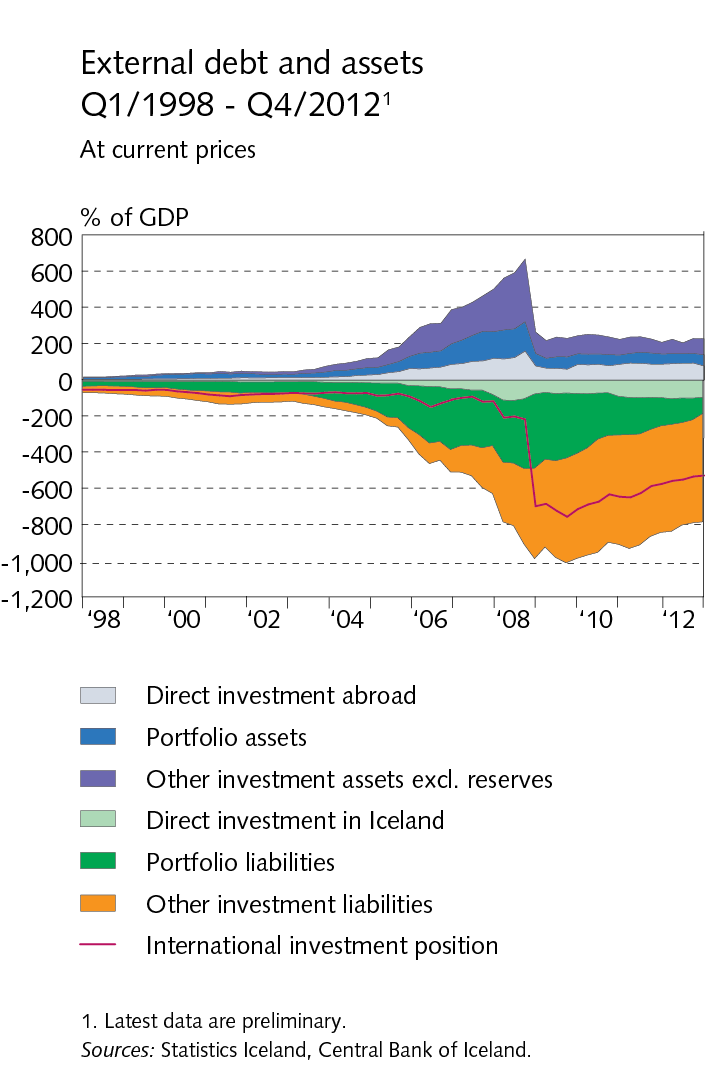 External debt and assets
Q1/1998 - Q4/2012¹
At current prices
% of GDP
800
600
400
200
0
-200
-400
-600
-800
-1,000
-1,200
‘98 ‘00 ‘02 ‘04 ‘06 ‘08 ‘10 ‘12
Direct investment abroad
Portfolio assets
Other investment assets excl. reserves
Direct investment in Iceland
Portfolio liabilities
Other investment liabilities
International investment position
1. Latest data are preliminary.
Sources: Statistics Iceland, Central Bank of Iceland.